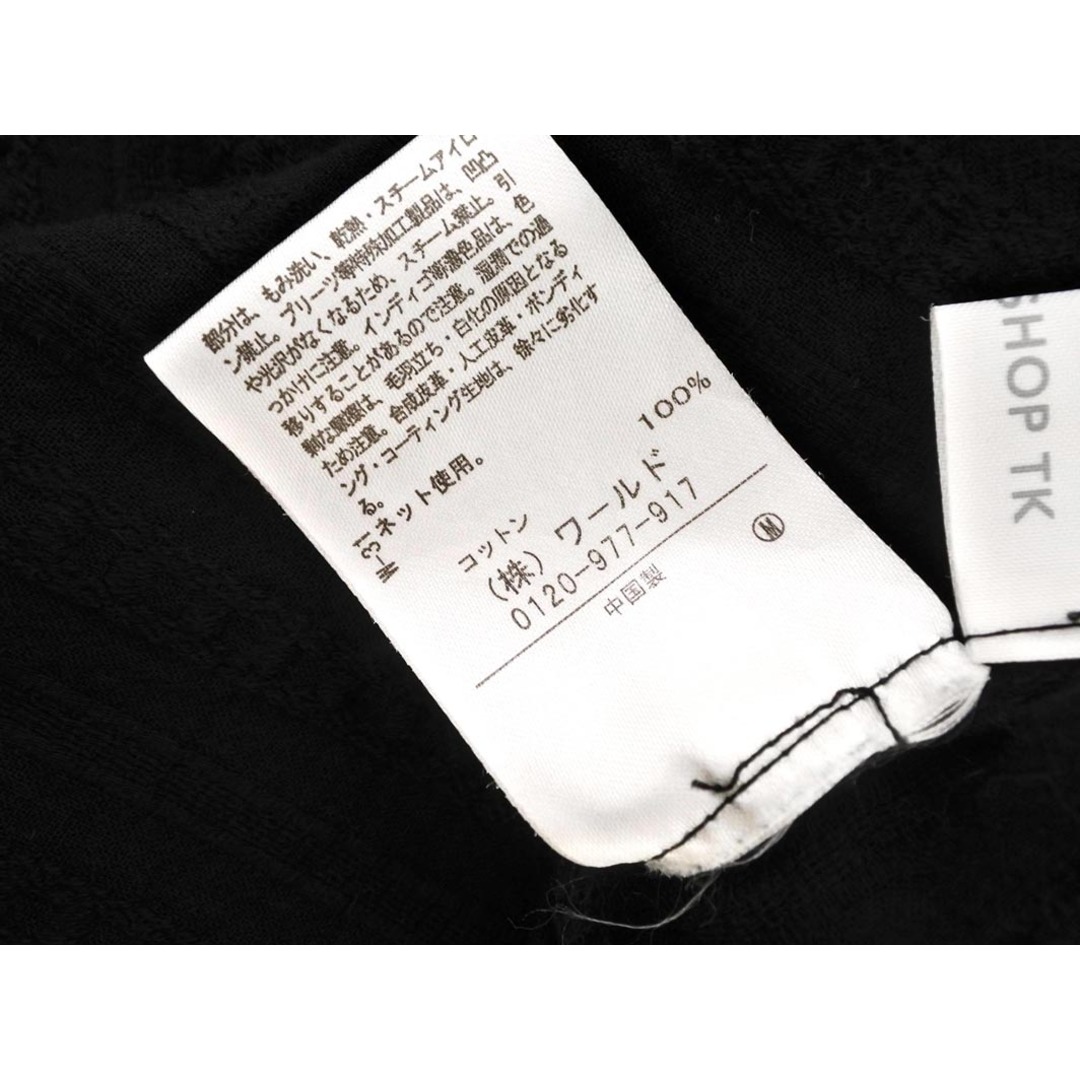 部分は、もみ洗い、乾熱・スチームアイロ
ン禁止。プリーツ等特殊加工製品は、凹凸
や光沢がなくなるため、スチーム禁止。引
つかけに注意。インディゴ等濃色品は、色
移りすることがあるので注意。湿潤での過
剰な摩擦は、毛羽立ち・白化の原因となる
ため注意。合成皮革・人工皮革・ボンディ
ング・コーティング生地は、徐々に劣化す
る。
ネット使用。
コットン 100%
(株) ワールド
0120-977-917
M
中国製
SHOP TK